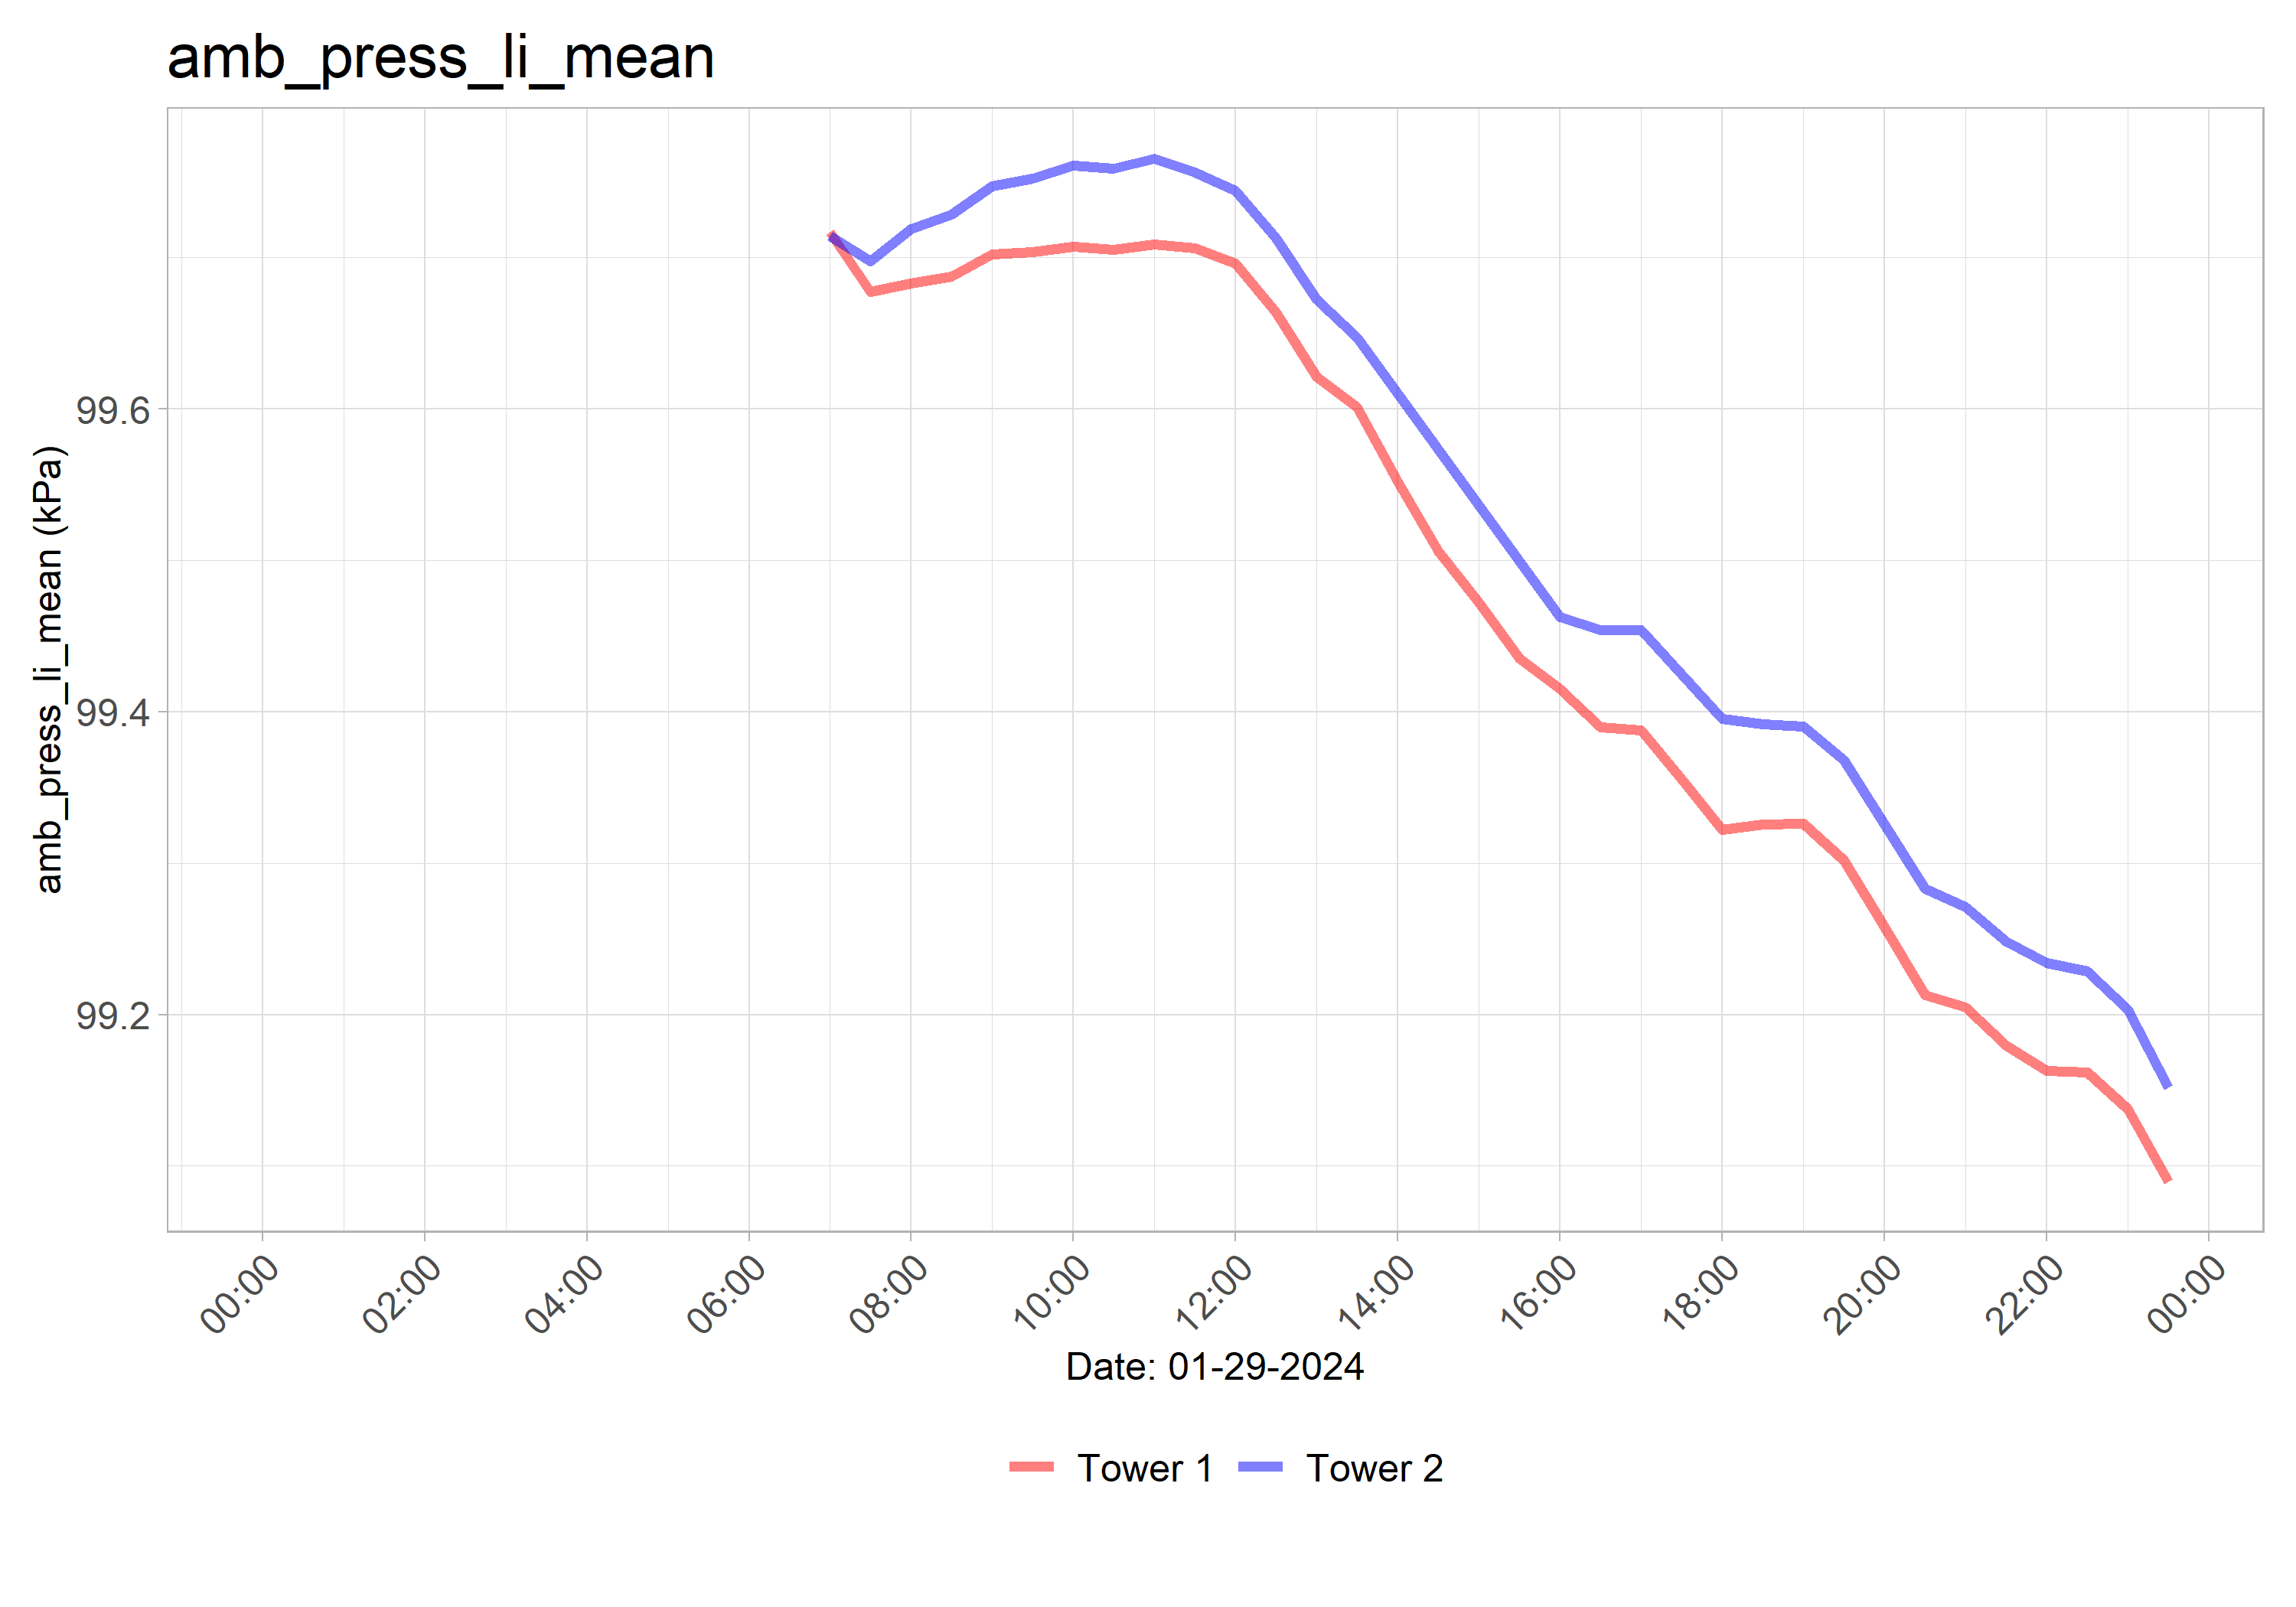 amb_press_li_mean
amb_press_li_mean (kPa)
99.6
99.4
99.2
00:00 02:00 04:00 06:00 08:00 10:00 12:00 14:00 16:00 18:00 20:00 22:00 00:00
Date: 01-29-2024
Tower 1 Tower 2